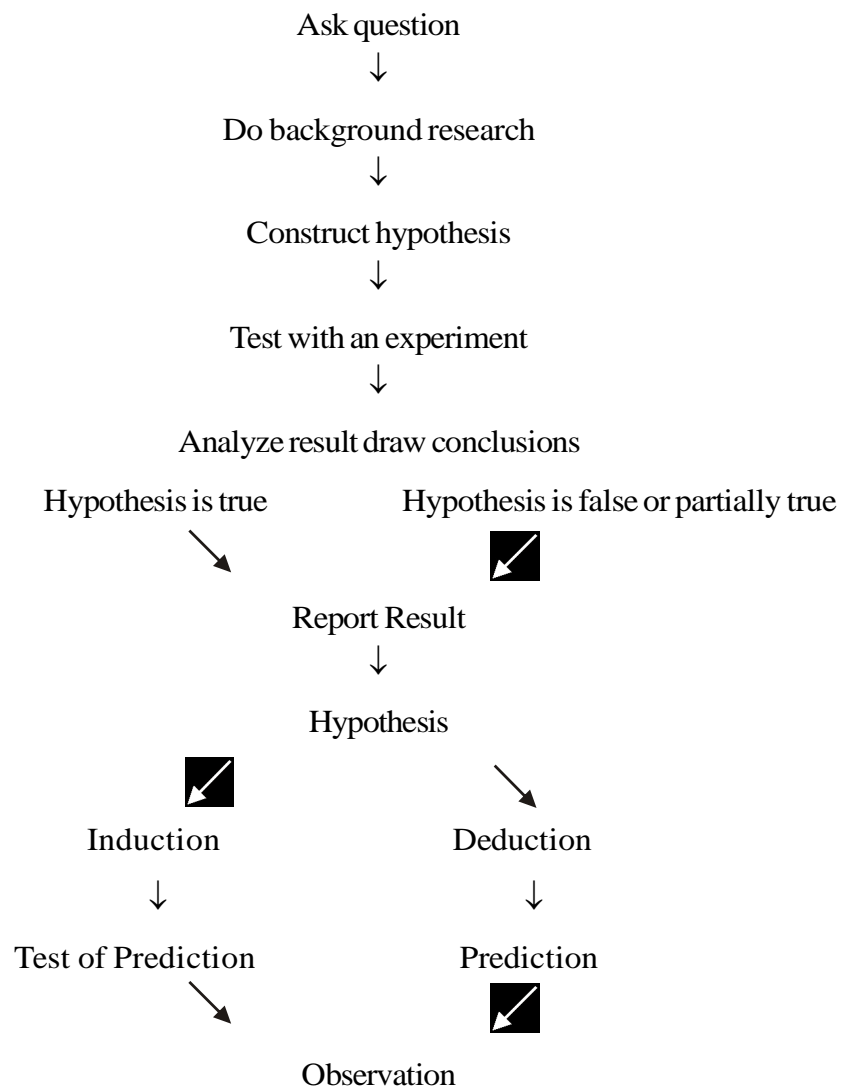 Ask question
↓
Do background research
↓
Construct hypothesis
↓
Test with an experiment
↓
Analyze result draw conclusions
Hypothesis is true Hypothesis is false or partially true
Report Result
↓
Hypothesis
Induction Deduction
↓ ↓
Test of Prediction Prediction
Observation